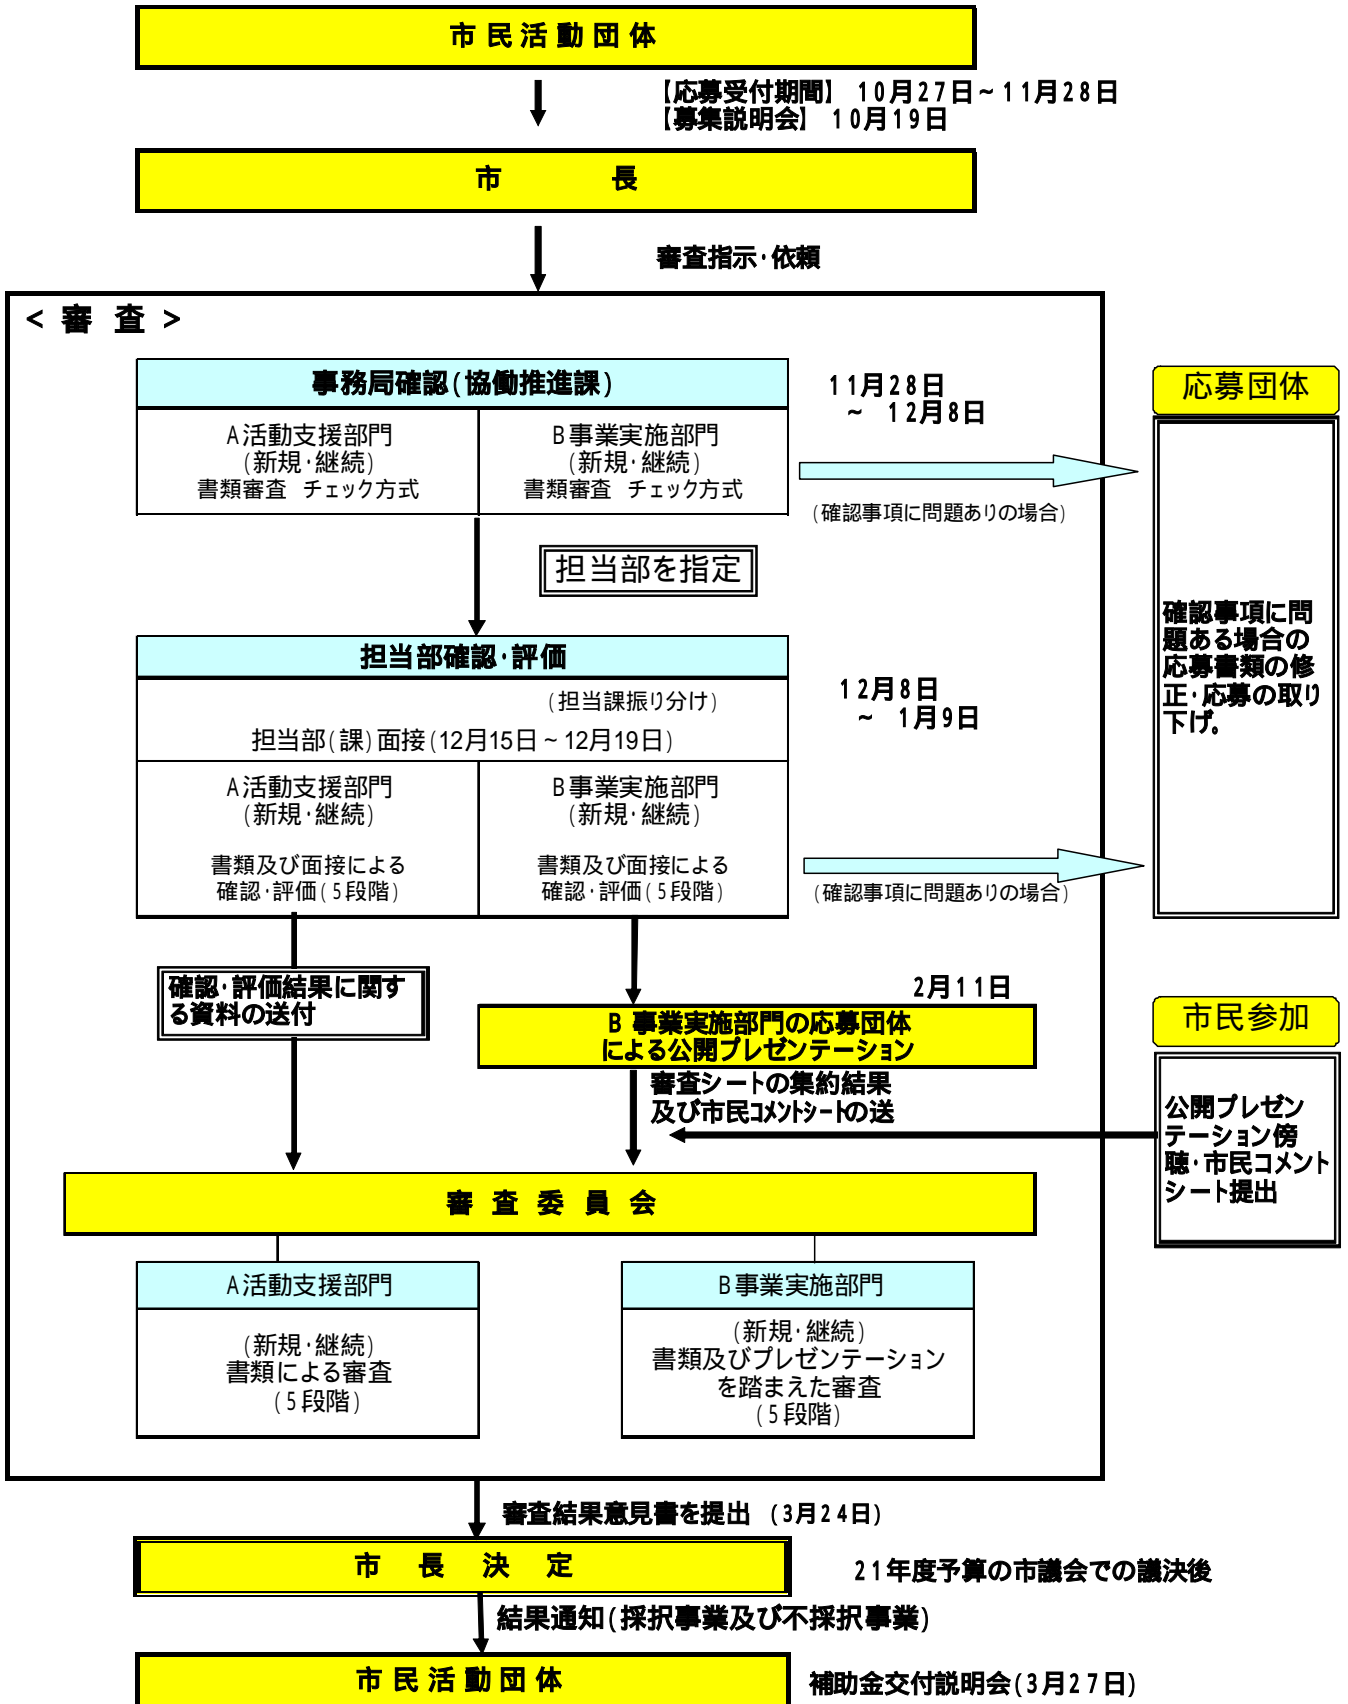 市民活動団体
【応募受付期間】 10月27日～11月28日
【募集説明会】 10月19日
市 長
審査指示・依頼
<審 査>
事務局確認(協働推進課)
A活動支援部門
(新規・継続)
書類審査 チェック方式
B事業実施部門
(新規・継続)
書類審査 チェック方式
11月28日
～ 12月8日
(確認事項に問題ありの場合)
応募団体
確認事項に問
題ある場合の
応募書類の修
正・応募の取り
下げ。
担当部を指定
担当部確認・評価
(担当課振り分け)
担当部(課)面接(12月15日～12月19日)
12月8日
～ 1月9日
A活動支援部門
(新規・継続)
書類及び面接による
確認・評価(5段階)
B事業実施部門
(新規・継続)
書類及び面接による
確認・評価(5段階)
(確認事項に問題ありの場合)
確認・評価結果に関す
る資料の送付
2月11日
B 事業実施部門の応募団体
による公開プレゼンテーション
審査シートの集約結果
及び市民コメントシートの送
市民参加
公開プレゼン
テーション傍
聴・市民コメント
シート提出
審 査 委 員 会
A活動支援部門
(新規・継続)
書類による審査
(5段階)
B事業実施部門
(新規・継続)
書類及びプレゼンテーション
を踏まえた審査
(5段階)
審査結果意見書を提出 (3月24日)
市 長 決 定
21年度予算の市議会での議決後
結果通知(採択事業及び不採択事業)
市民活動団体
補助金交付説明会(3月27日)